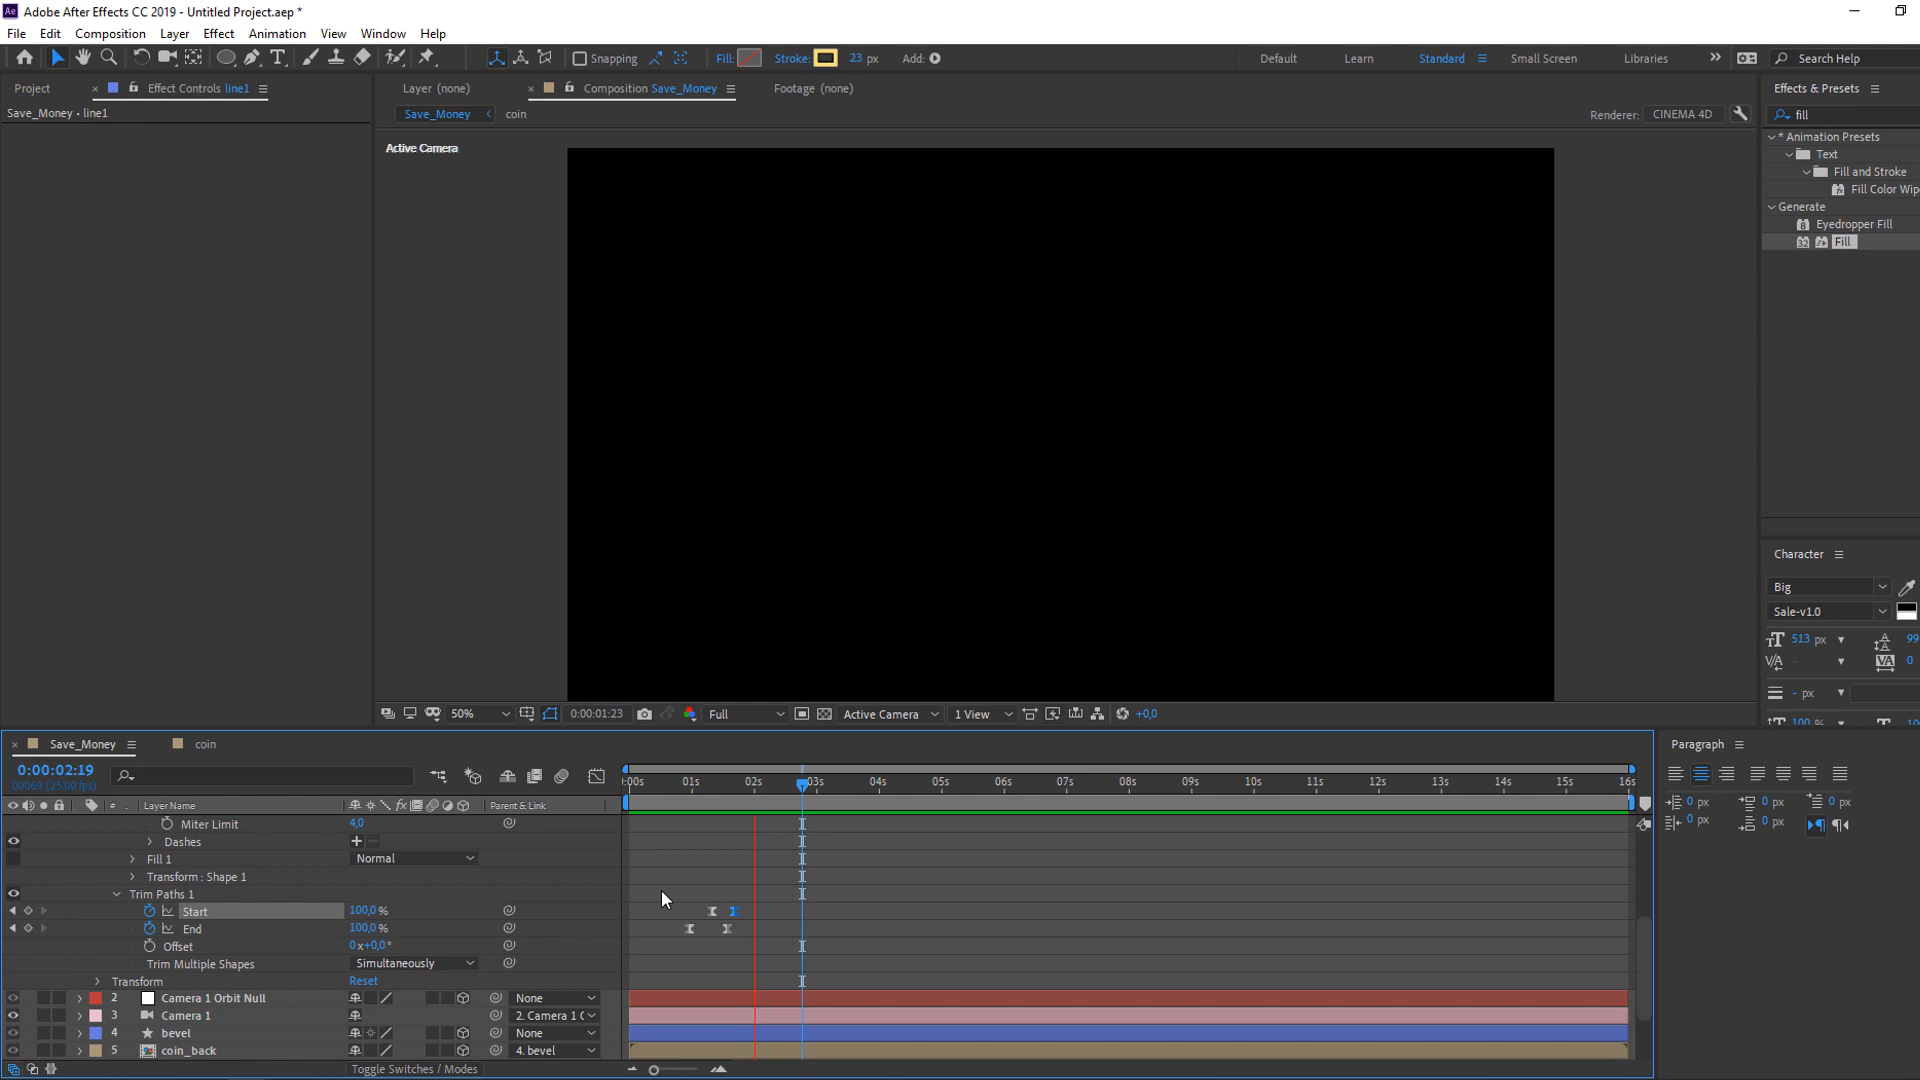 Adobe After Effects CC 2019 - Untitled Project.aep *
File Edit Composition Layer Effect Animation View Window Help
Snapping Fill: Stroke: 23 px Add: Default Learn Standard Small Screen Libraries Search Help
Project Effect Controls line1 Layer (none) Composition Save_Money Footage (none) Effects & Presets
Save_Money • line1 Save_Money coin Renderer: CINEMA 4D fill
Active Camera
* Animation Presets
Text
Fill and Stroke
Fill Color Wip
Generate
Eyedropper Fill
Fill
Character
Big
Sale-v1.0
513 px 99
0
- px
50% 0:00:01:23 Full Active Camera 1 View +0,0
100 %
Save_Money coin Paragraph
0:00:02:19
00069 (25.00 fps)
:00s 01s 02s 03s 04s 05s 06s 07s 08s 09s 10s 11s 12s 13s 14s 15s 16s
# Layer Name Parent & Link
0 px 0 px 0 px
0 px 0 px
Miter Limit 4,0
Dashes
Fill 1 Normal
Transform : Shape 1
Trim Paths 1
Start 100,0 %
End 100,0 %
Offset 0x+0,0°
Trim Multiple Shapes Simultaneously
Transform Reset
2 Camera 1 Orbit Null None
3 Camera 1 2. Camera 1 O
4 bevel None
5 coin_back 4. bevel
Toggle Switches / Modes